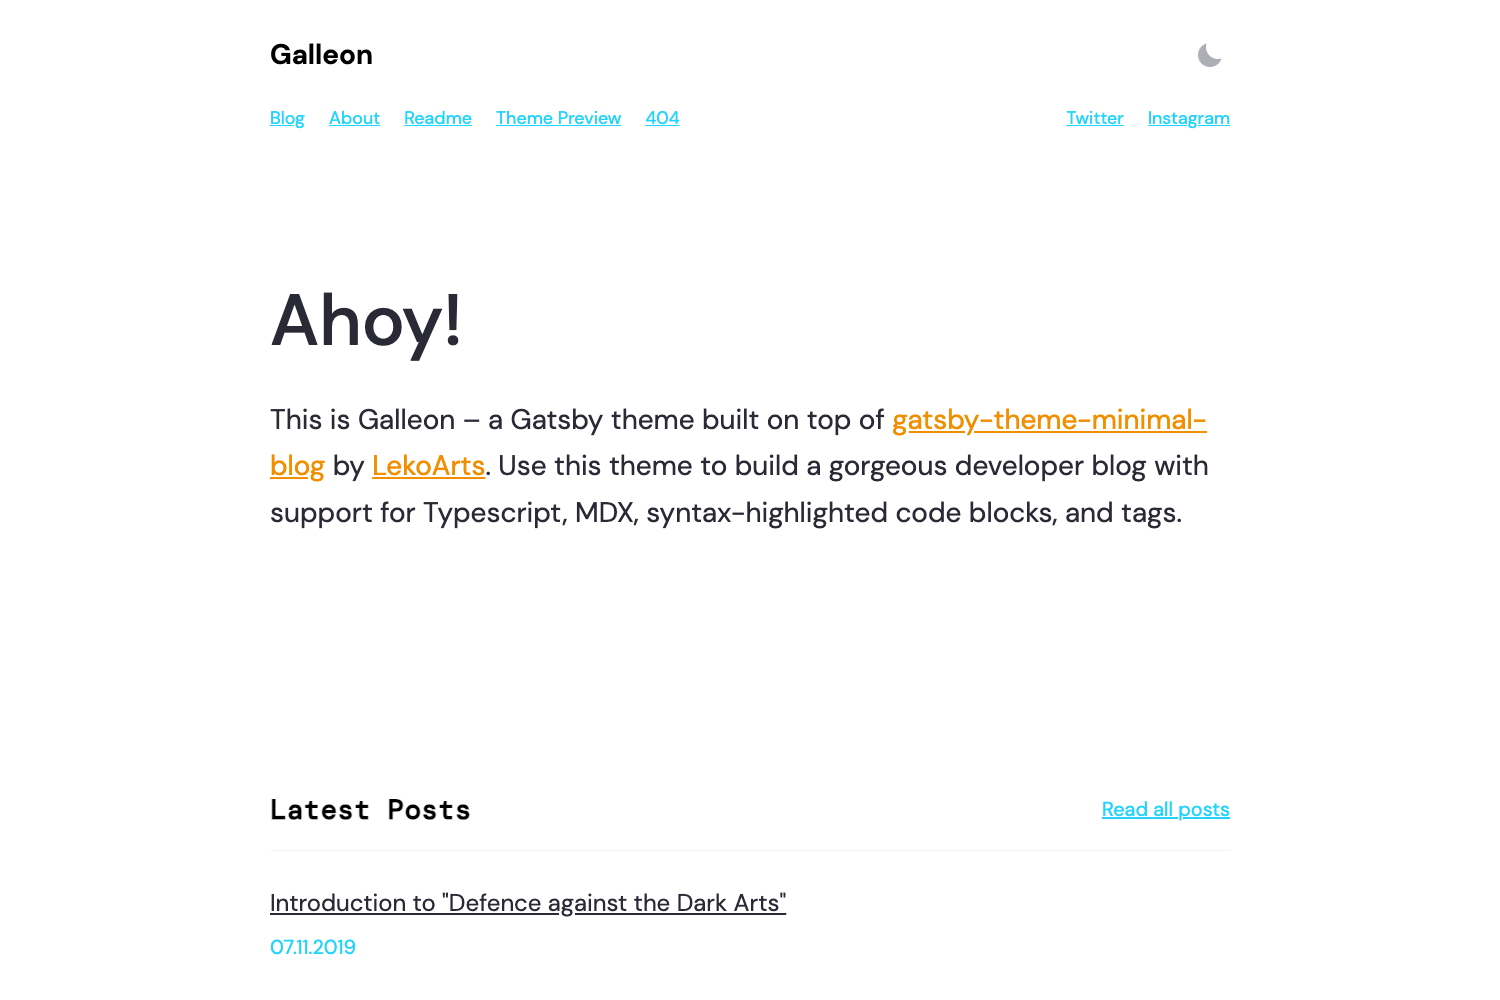 Galleon
Blog About Readme Theme Preview 404 Twitter Instagram
Ahoy!
This is Galleon – a Gatsby theme built on top of gatsby-theme-minimal-
blog by LekoArts. Use this theme to build a gorgeous developer blog with
support for Typescript, MDX, syntax-highlighted code blocks, and tags.
Latest Posts Read all posts
Introduction to "Defence against the Dark Arts"
07.11.2019